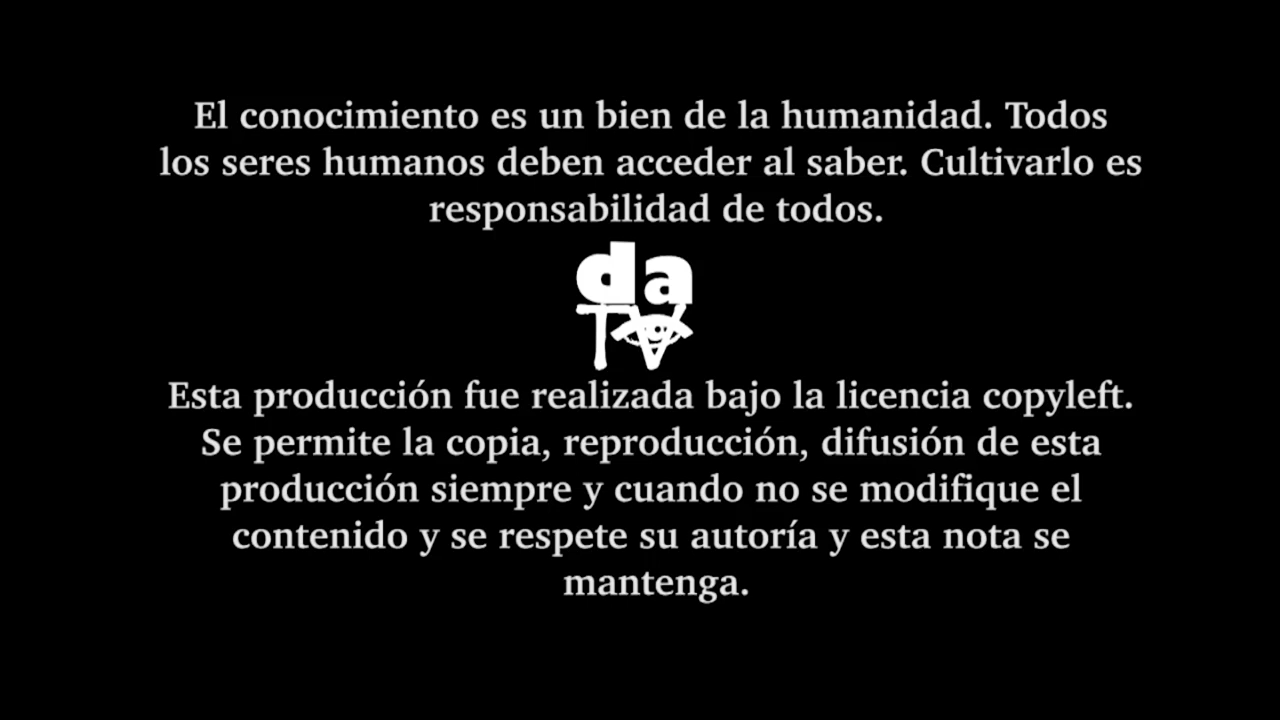 El conocimiento es un bien de la humanidad. Todos
los seres humanos deben acceder al saber. Cultivarlo es
responsabilidad de todos.
da
TV
Esta producción fue realizada bajo la licencia copyleft.
Se permite la copia, reproducción, difusión de esta
producción siempre y cuando no se modifique el
contenido y se respete su autoría y esta nota se
mantenga.